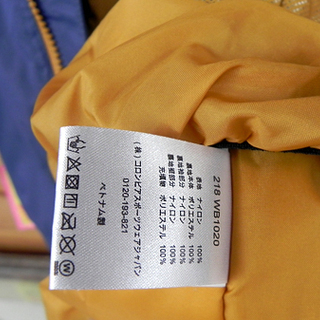 218 WB1020
表地 ナイロン 100%
裏地本体 ポリエステル 100%
裏地袖部分 ナイロン 100%
裏地裾部分 ナイロン 100%
充填物 ポリエステル 100%
(株)コロンビアスポーツウェアジャパン
0120-193-821
ベトナム製